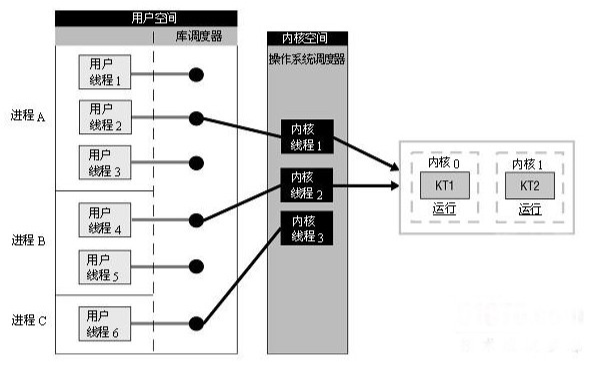 用户空间
库调度器
内核空间
操作系统调度器
进程 A
用户
线程 1
用户
线程 2
用户
线程 3
进程 B
用户
线程 4
用户
线程 5
进程 C
用户
线程 6
内核
线程 1
内核
线程 2
内核
线程 3
内核 0
KT1
运行
内核 1
KT2
运行